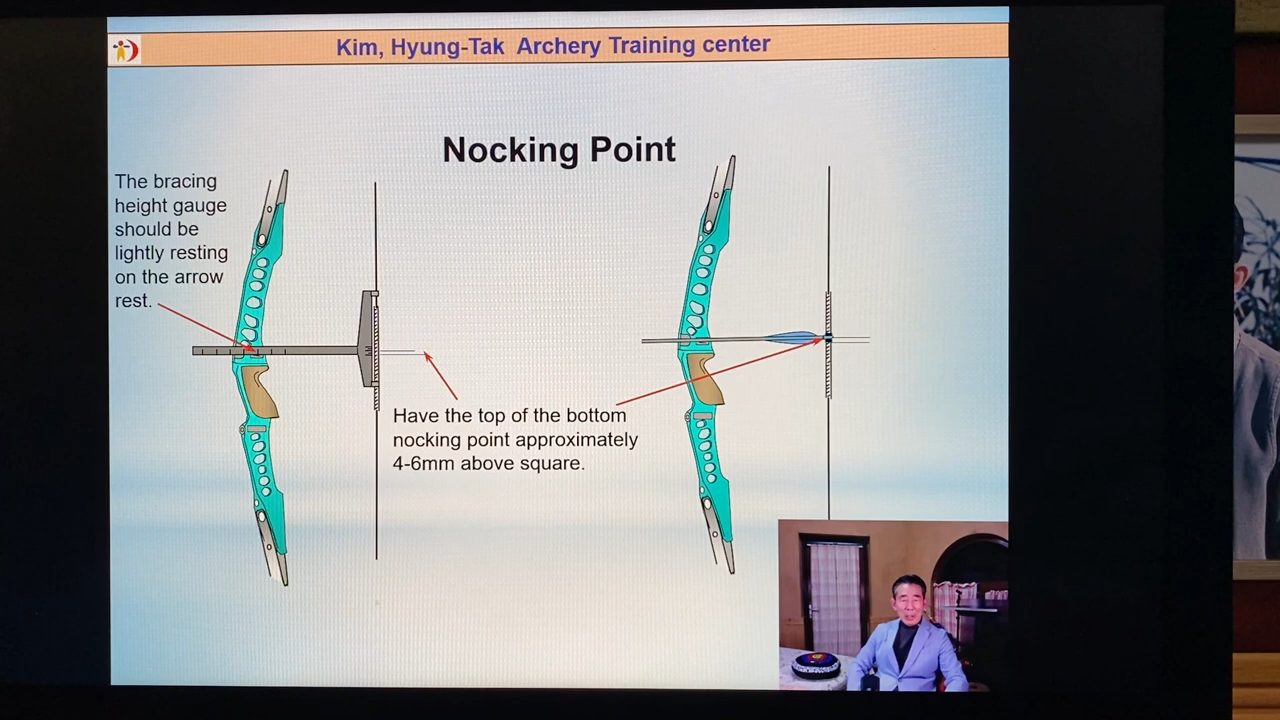 Kim, Hyung-Tak Archery Training center
Nocking Point
The bracing
height gauge
should be
lightly resting
on the arrow
rest.
Have the top of the bottom
nocking point approximately
4-6mm above square.